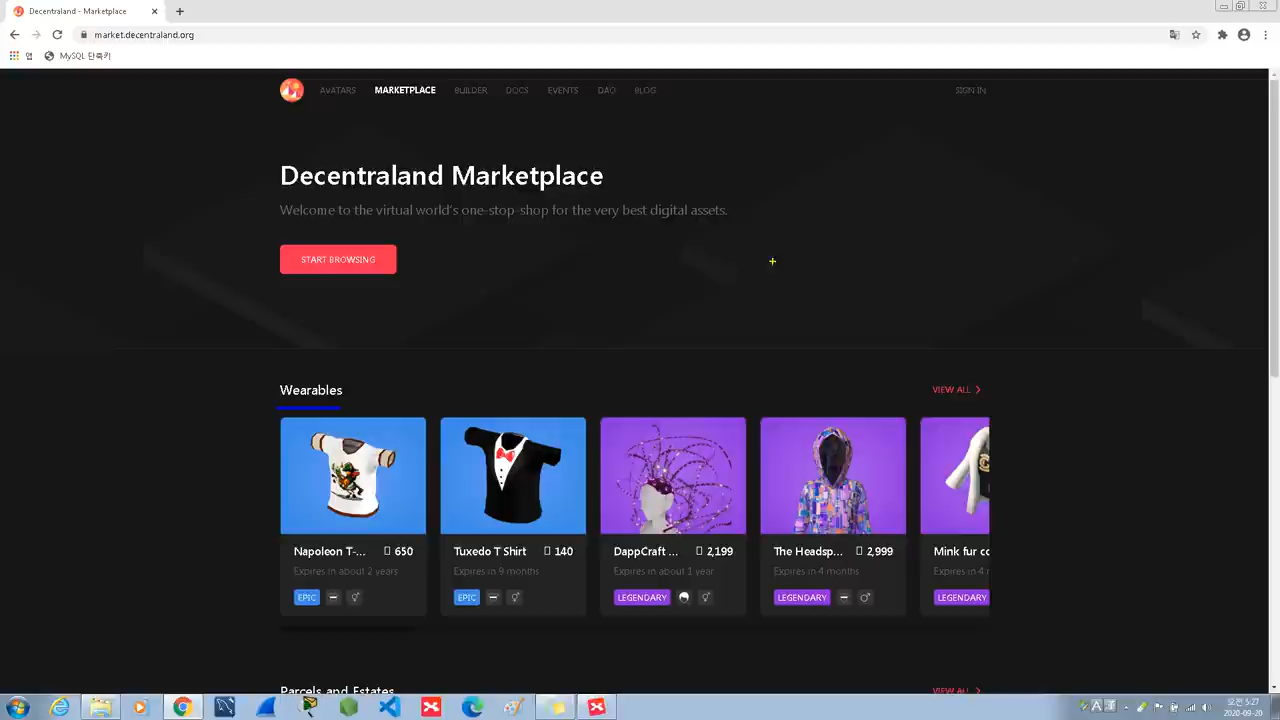 Decentraland - Marketplace
market.decentraland.org
앱 MySQL 단축키
AVATARS MARKETPLACE BUILDER DOCS EVENTS DAO BLOG SIGN IN
Decentraland Marketplace
Welcome to the virtual world's one-stop-shop for the very best digital assets.
START BROWSING
Wearables VIEW ALL
Napoleon T-... 650
Expires in about 2 years
EPIC
Tuxedo T Shirt 140
Expires in 9 months
EPIC
DappCraft ... 2,199
Expires in about 1 year
LEGENDARY
The Headsp... 2,999
Expires in 4 months
LEGENDARY
Mink fur co
Expires in 4
LEGENDARY
Parcels and Estates VIEW ALL
A 漢
오전 5:27
2020-09-20